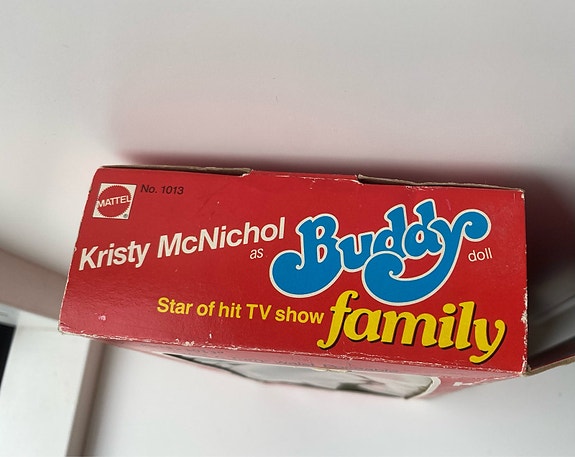 MATTEL
No. 1013
Kristy McNichol as Buddy doll
Star of hit TV show family